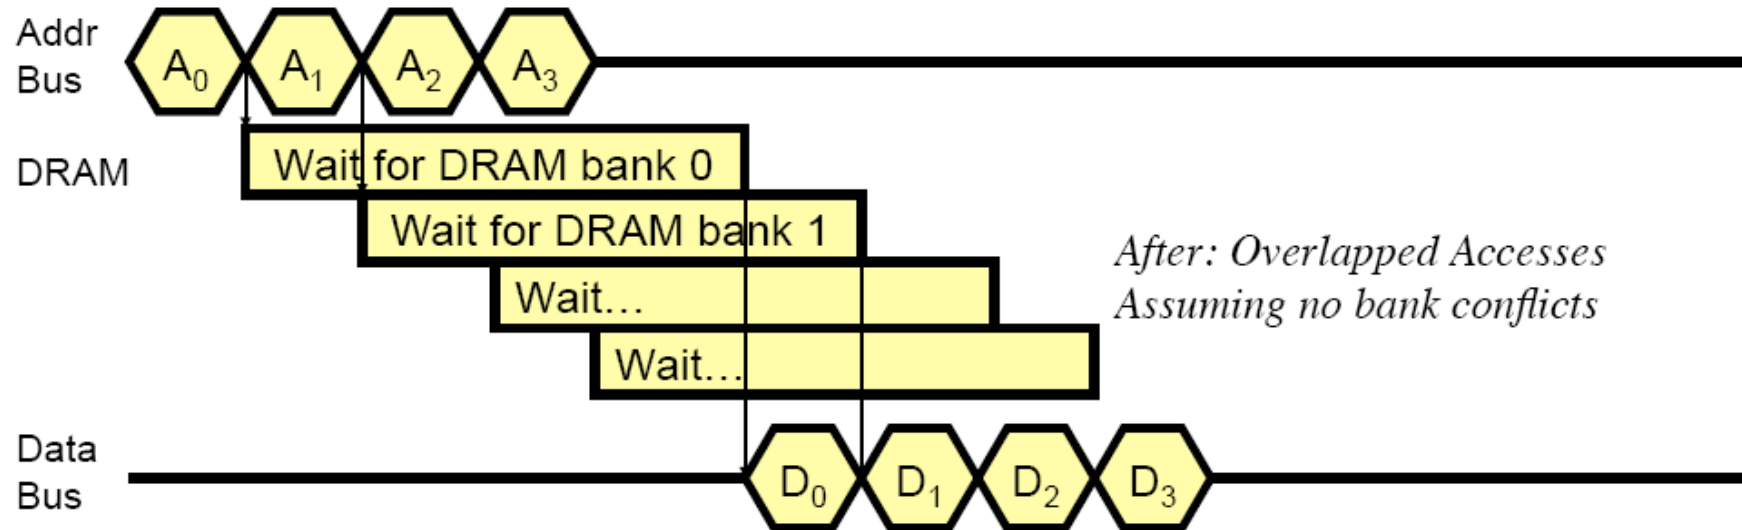 Addr
Bus
A0 A1 A2 A3
DRAM
Wait for DRAM bank 0
Wait for DRAM bank 1
Wait...
Wait...
After: Overlapped Accesses
Assuming no bank conflicts
Data
Bus
D0 D1 D2 D3